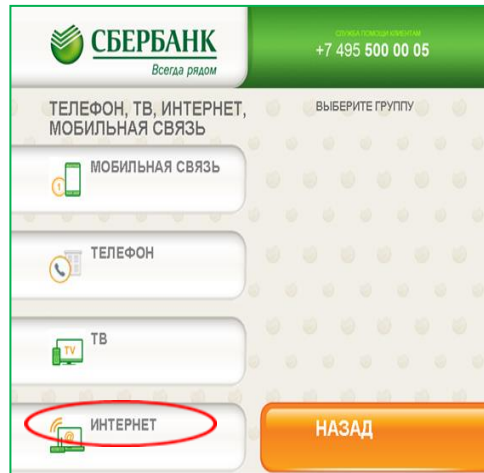 СБЕРБАНК
Всегда рядом
СЛУЖБА ПОМОЩИ КЛИЕНТАМ
+7 495 500 00 05
ТЕЛЕФОН, ТВ, ИНТЕРНЕТ,
МОБИЛЬНАЯ СВЯЗЬ
ВЫБЕРИТЕ ГРУППУ
МОБИЛЬНАЯ СВЯЗЬ
1
ТЕЛЕФОН
TV
ТВ
@
ИНТЕРНЕТ
НАЗАД